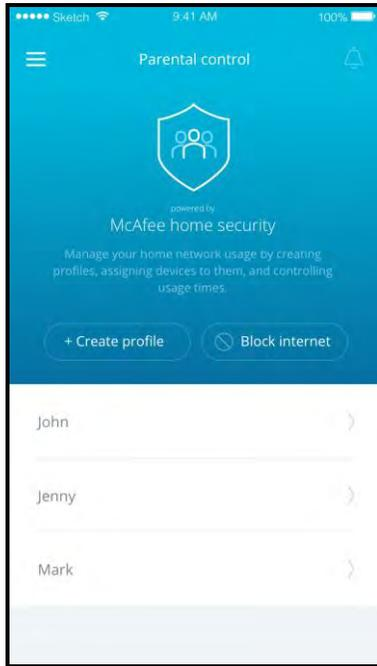 Sketch 9:41 AM 100%
Parental control
powered by
McAfee home security
Manage your home network usage by creating
profiles, assigning devices to them, and controlling
usage times.
+ Create profile Block internet
John
Jenny
Mark